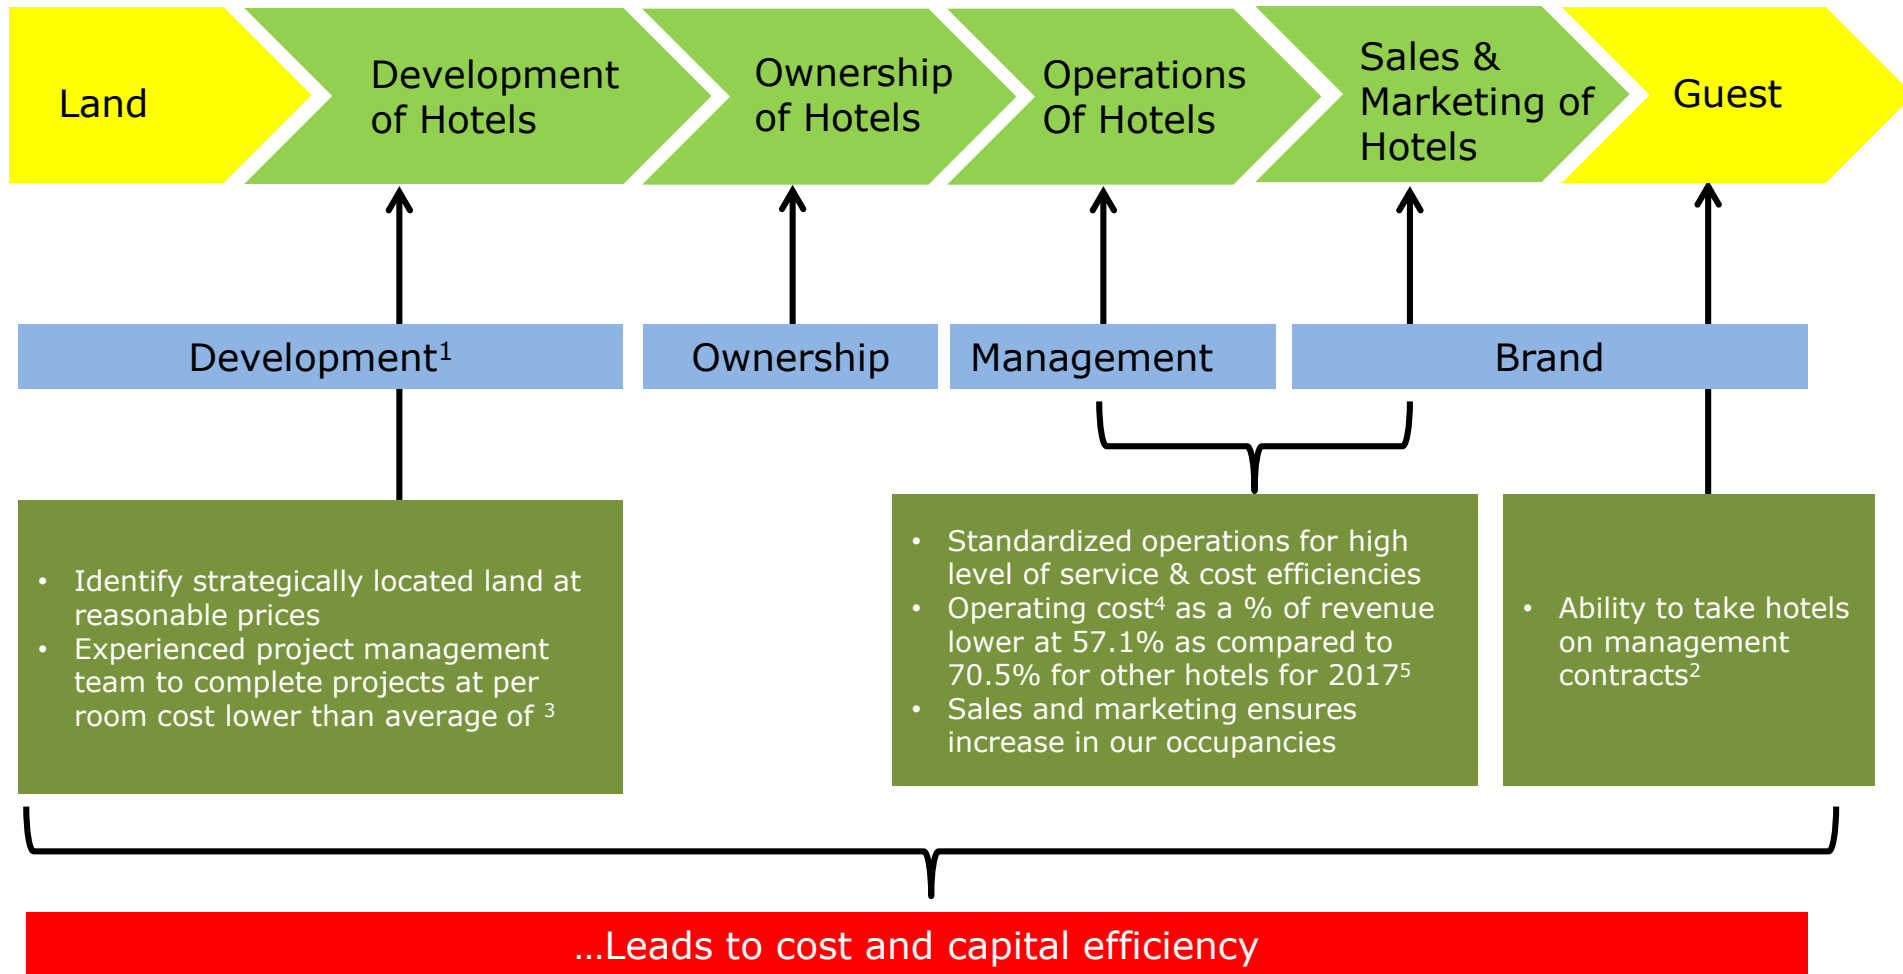 Land
Development
of Hotels
Ownership
of Hotels
Operations
Of Hotels
Sales &
Marketing of
Hotels
Guest
Development¹
Ownership
Management
Brand
• Identify strategically located land at
reasonable prices
• Experienced project management
team to complete projects at per
room cost lower than average of ³
• Standardized operations for high
level of service & cost efficiencies
• Operating cost⁴ as a % of revenue
lower at 57.1% as compared to
70.5% for other hotels for 2017⁵
• Sales and marketing ensures
increase in our occupancies
• Ability to take hotels
on management
contracts²
...Leads to cost and capital efficiency